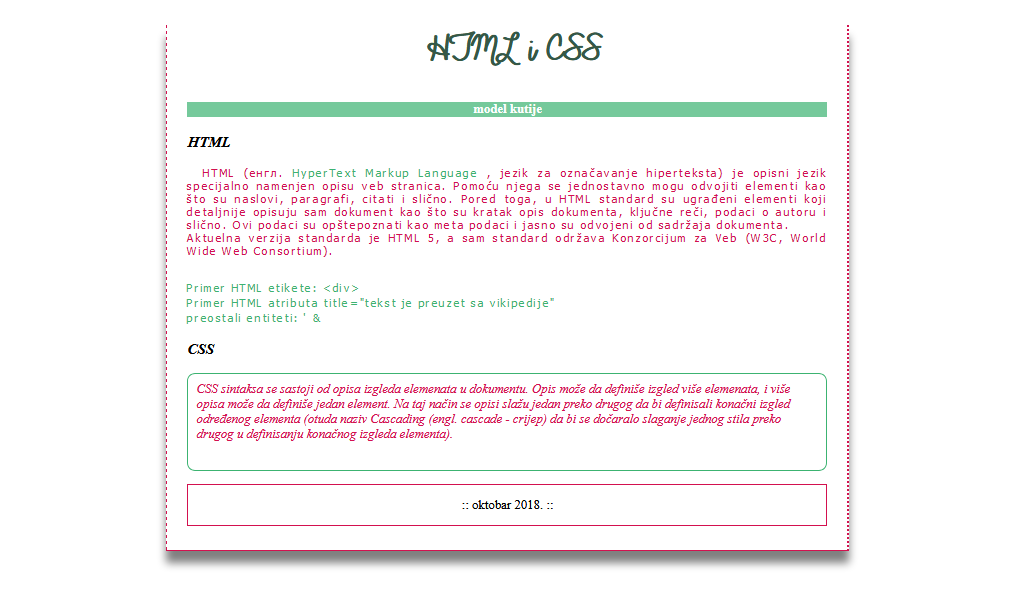 HTML i CSS
model kutije
HTML
HTML (енгл. HyperText Markup Language , jezik za označavanje hiperteksta) je opisni jezik
specijalno namenjen opisu veb stranica. Pomoću njega se jednostavno mogu odvojiti elementi kao
što su naslovi, paragrafi, citati i slično. Pored toga, u HTML standard su ugrađeni elementi koji
detaljnije opisuju sam dokument kao što su kratak opis dokumenta, ključne reči, podaci o autoru i
slično. Ovi podaci su opštepoznati kao meta podaci i jasno su odvojeni od sadržaja dokumenta.
Aktuelna verzija standarda je HTML 5, a sam standard održava Konzorcijum za Veb (W3C, World
Wide Web Consortium).
Primer HTML etikete: <div>
Primer HTML atributa title="tekst je preuzet sa vikipedije"
preostali entiteti: ' &
CSS
CSS sintaksa se sastoji od opisa izgleda elemenata u dokumentu. Opis može da definiše izgled više elemenata, i više
opisa može da definiše jedan element. Na taj način se opisi slažu jedan preko drugog da bi definisali konačni izgled
određenog elementa (otuda naziv Cascading (engl. cascade - crijep) da bi se dočaralo slaganje jednog stila preko
drugog u definisanju konačnog izgleda elementa).
:: oktobar 2018. ::